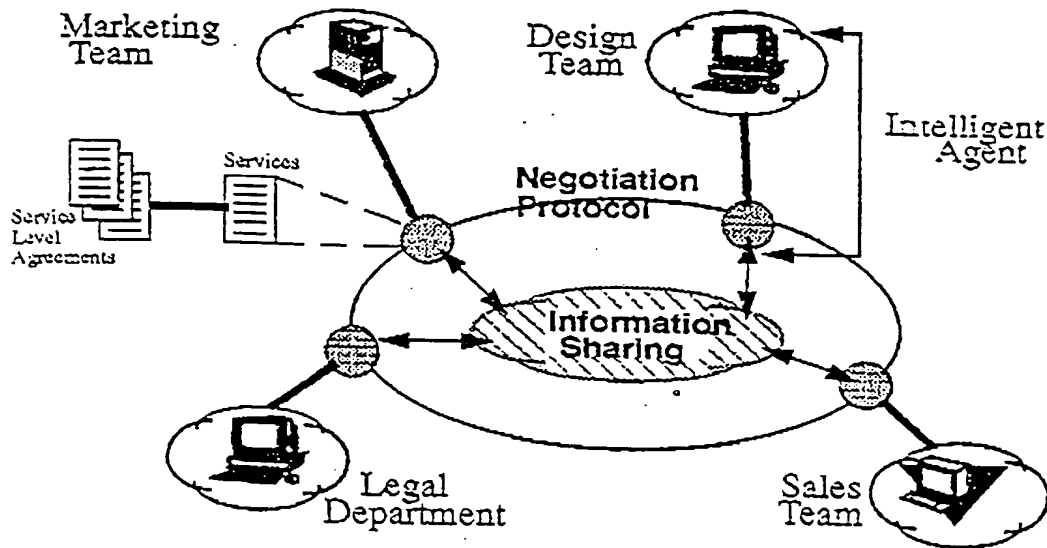 Marketing
Team
Design
Team
Intelligent
Agent
Services
Service
Level
Agreements
Negotiation
Protocol
Information
Sharing
Legal
Department
Sales
Team